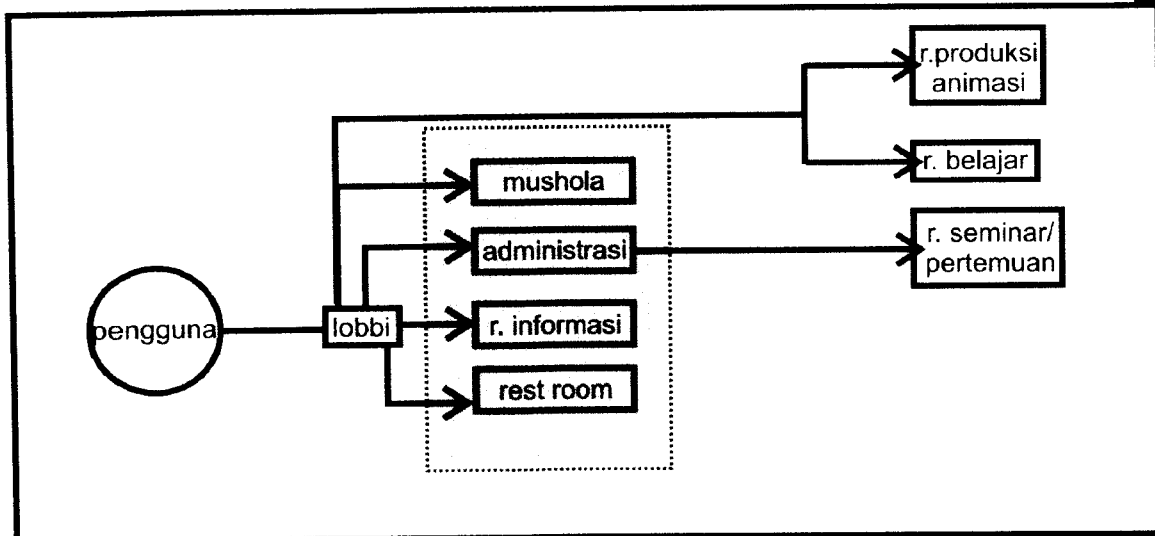 r.produksi
animasi
r. belajar
mushola
administrasi
r. seminar/
pertemuan
pengguna
lobbi
r. informasi
rest room